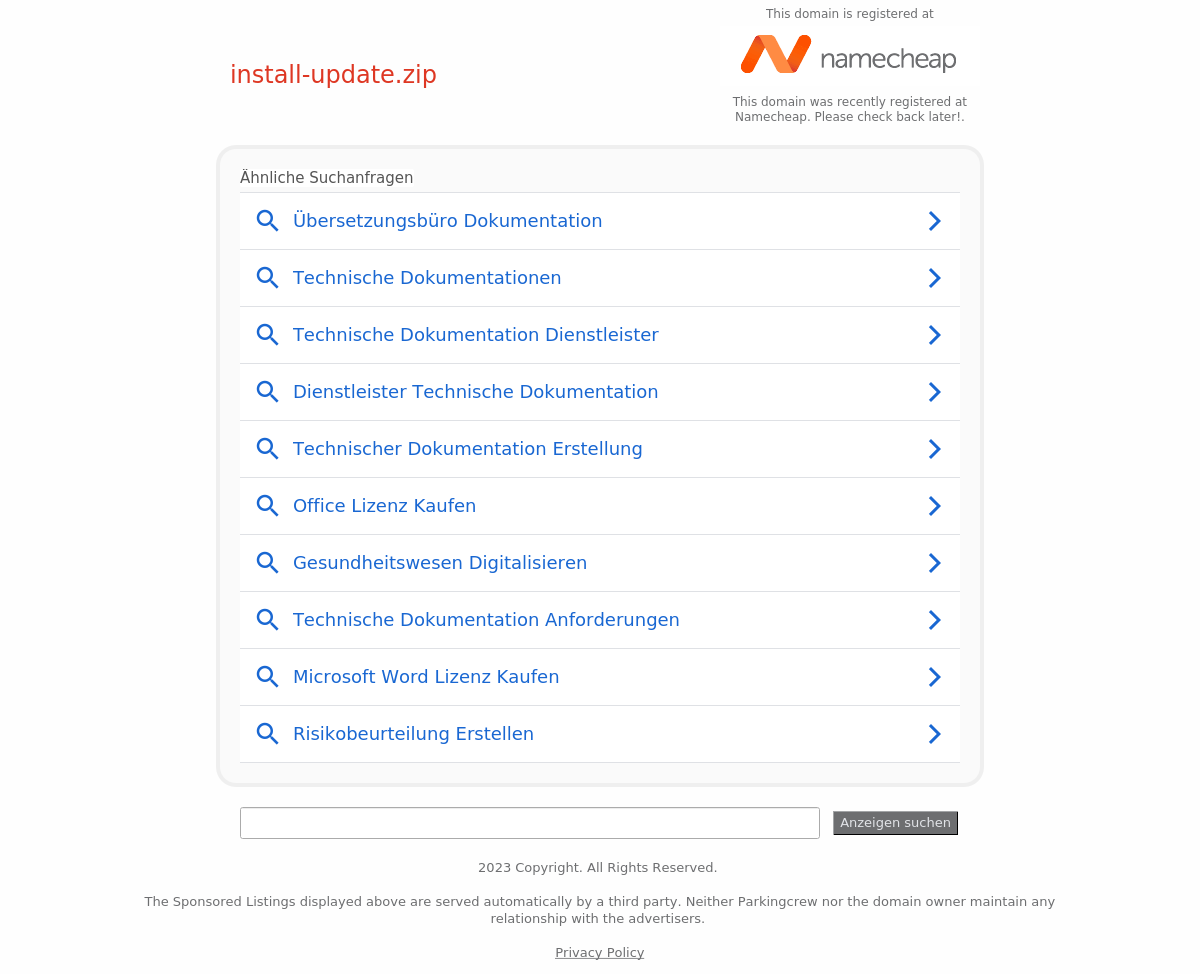 This domain is registered at
namecheap
install-update.zip
This domain was recently registered at
Namecheap. Please check back later!.
Ähnliche Suchanfragen
Übersetzungsbüro Dokumentation
Technische Dokumentationen
Technische Dokumentation Dienstleister
Dienstleister Technische Dokumentation
Technischer Dokumentation Erstellung
Office Lizenz Kaufen
Gesundheitswesen Digitalisieren
Technische Dokumentation Anforderungen
Microsoft Word Lizenz Kaufen
Risikobeurteilung Erstellen
Anzeigen suchen
2023 Copyright. All Rights Reserved.
The Sponsored Listings displayed above are served automatically by a third party. Neither Parkingcrew nor the domain owner maintain any
relationship with the advertisers.
Privacy Policy